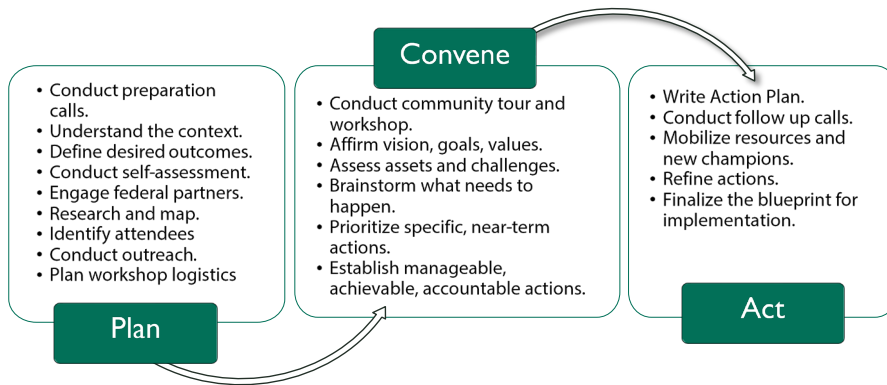 • Conduct preparation
calls.
• Understand the context.
• Define desired outcomes.
• Conduct self-assessment.
• Engage federal partners.
• Research and map.
• Identify attendees
• Conduct outreach.
• Plan workshop logistics
Plan
Convene
• Conduct community tour and
workshop.
• Affirm vision, goals, values.
• Assess assets and challenges.
• Brainstorm what needs to
happen.
• Prioritize specific, near-term
actions.
• Establish manageable,
achievable, accountable actions.
• Write Action Plan.
• Conduct follow up calls.
• Mobilize resources and
new champions.
• Refine actions.
• Finalize the blueprint for
implementation.
Act